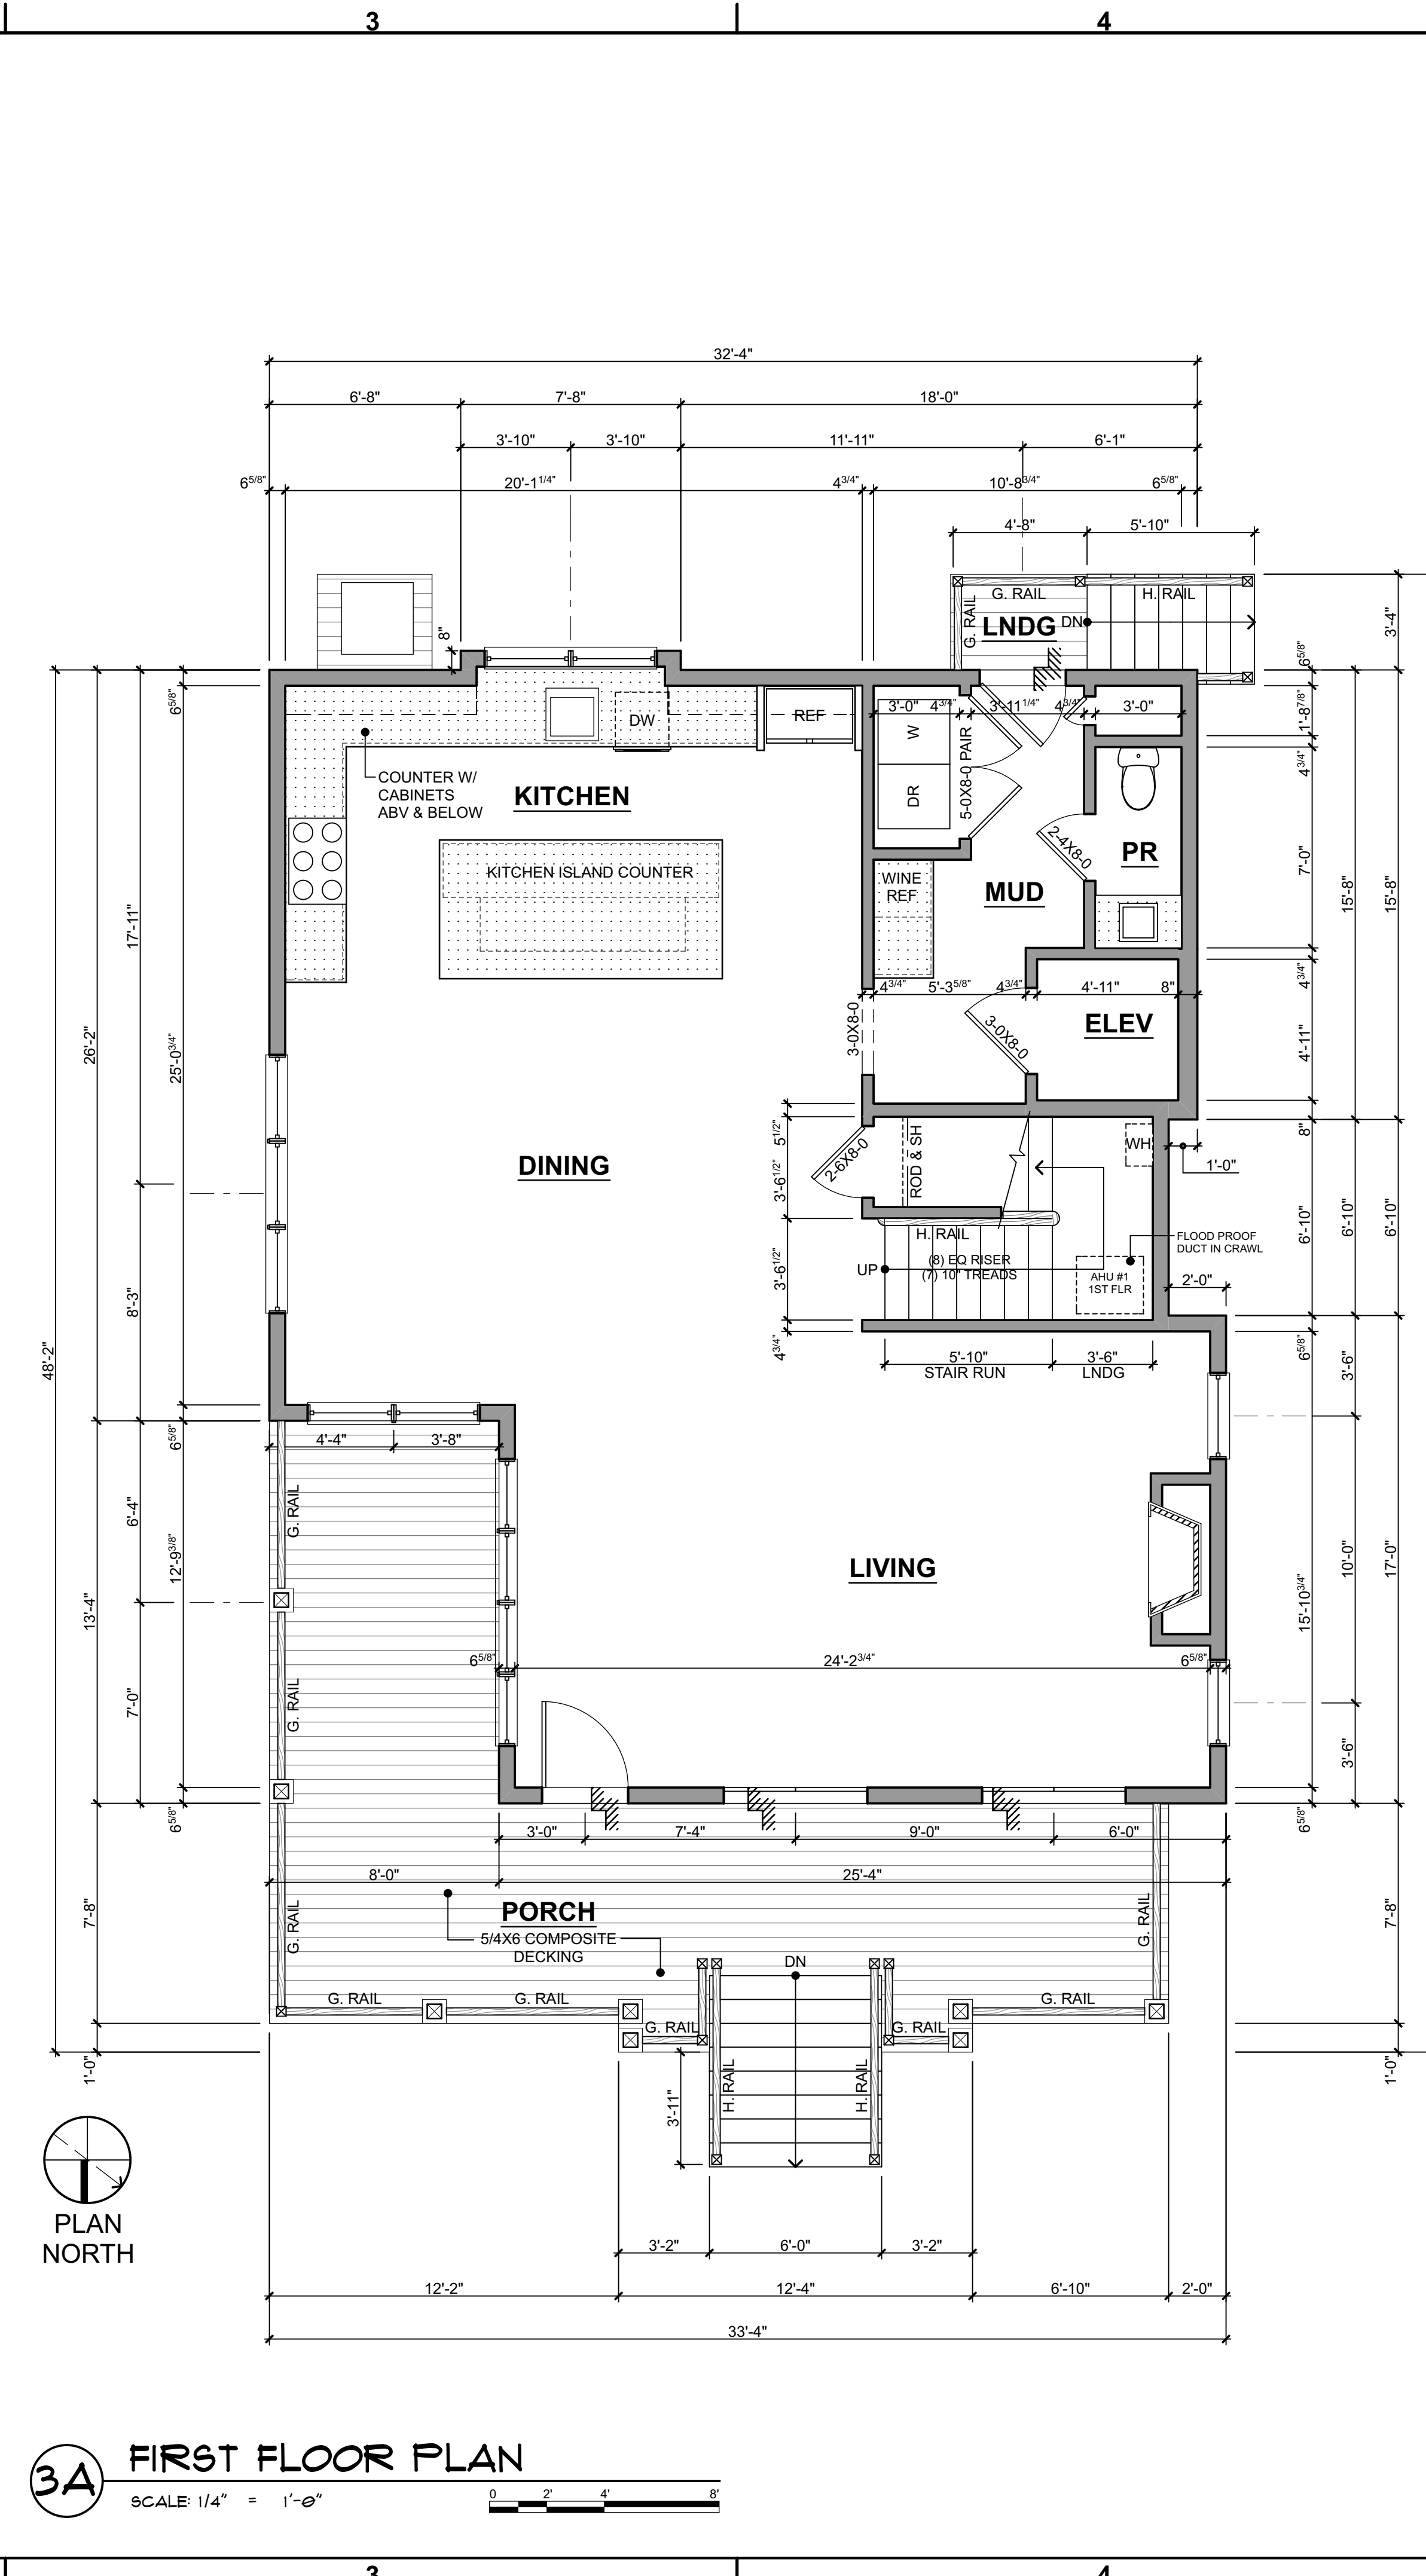 3 4
32'-4"
6'-8" 7'-8" 18'-0"
3'-10" 3'-10" 11'-11" 6'-1"
6 5/8" 20'-1 1/4" 4 3/4" 10'-8 3/4" 6 5/8"
4'-8" 5'-10"
G. RAIL H. RAIL
G. RAIL
LNDG DN
3'-4"
8"
6 5/8"
6 5/8"
1'-8 7/8"
3'-0" 4 3/4" 3'-11 1/4" 4 3/4" 3'-0"
DW REF W
5-0X8-0 PAIR
4 3/4"
COUNTER W/
CABINETS
ABV & BELOW
KITCHEN
DR
2-4X8-0
PR
7'-0"
KITCHEN ISLAND COUNTER
WINE
REF
MUD
15'-8"
15'-8"
17'-11"
4 3/4" 5'-3 5/8" 4 3/4" 4'-11" 8"
4 3/4"
3-0X8-0
3-0X8-0
ELEV
4'-11"
26'-2"
25'-0 3/4"
8"
5 1/2"
DINING
2-6X8-0
ROD & SH
WH
1'-0"
3'-6 1/2"
H. RAIL
FLOOD PROOF
DUCT IN CRAWL
6'-10"
6'-10"
6'-10"
UP
(8) EQ RISER
(7) 10" TREADS
AHU #1
1ST FLR
2'-0"
3'-6 1/2"
8'-3"
4 3/4"
48'-2"
5'-10" 3'-6"
STAIR RUN LNDG
6 5/8"
3'-6"
6 5/8"
4'-4" 3'-8"
G. RAIL
6'-4"
12'-9 3/8"
13'-4"
LIVING
10'-0"
17'-0"
15'-10 3/4"
6 5/8" 24'-2 3/4" 6 5/8"
G. RAIL
7'-0"
3'-6"
6 5/8"
6 5/8"
3'-0" 7'-4" 9'-0" 6'-0"
8'-0" 25'-4"
7'-8"
G. RAIL
PORCH
5/4X6 COMPOSITE
DECKING
G. RAIL
7'-8"
DN
G. RAIL G. RAIL G. RAIL
G. RAIL G. RAIL
1'-0"
1'-0"
3'-11"
H. RAIL
H. RAIL
PLAN
NORTH
3'-2" 6'-0" 3'-2"
12'-2" 12'-4" 6'-10" 2'-0"
33'-4"
3A
FIRST FLOOR PLAN
SCALE: 1/4" = 1'-0"
0 2' 4' 8'
3 4